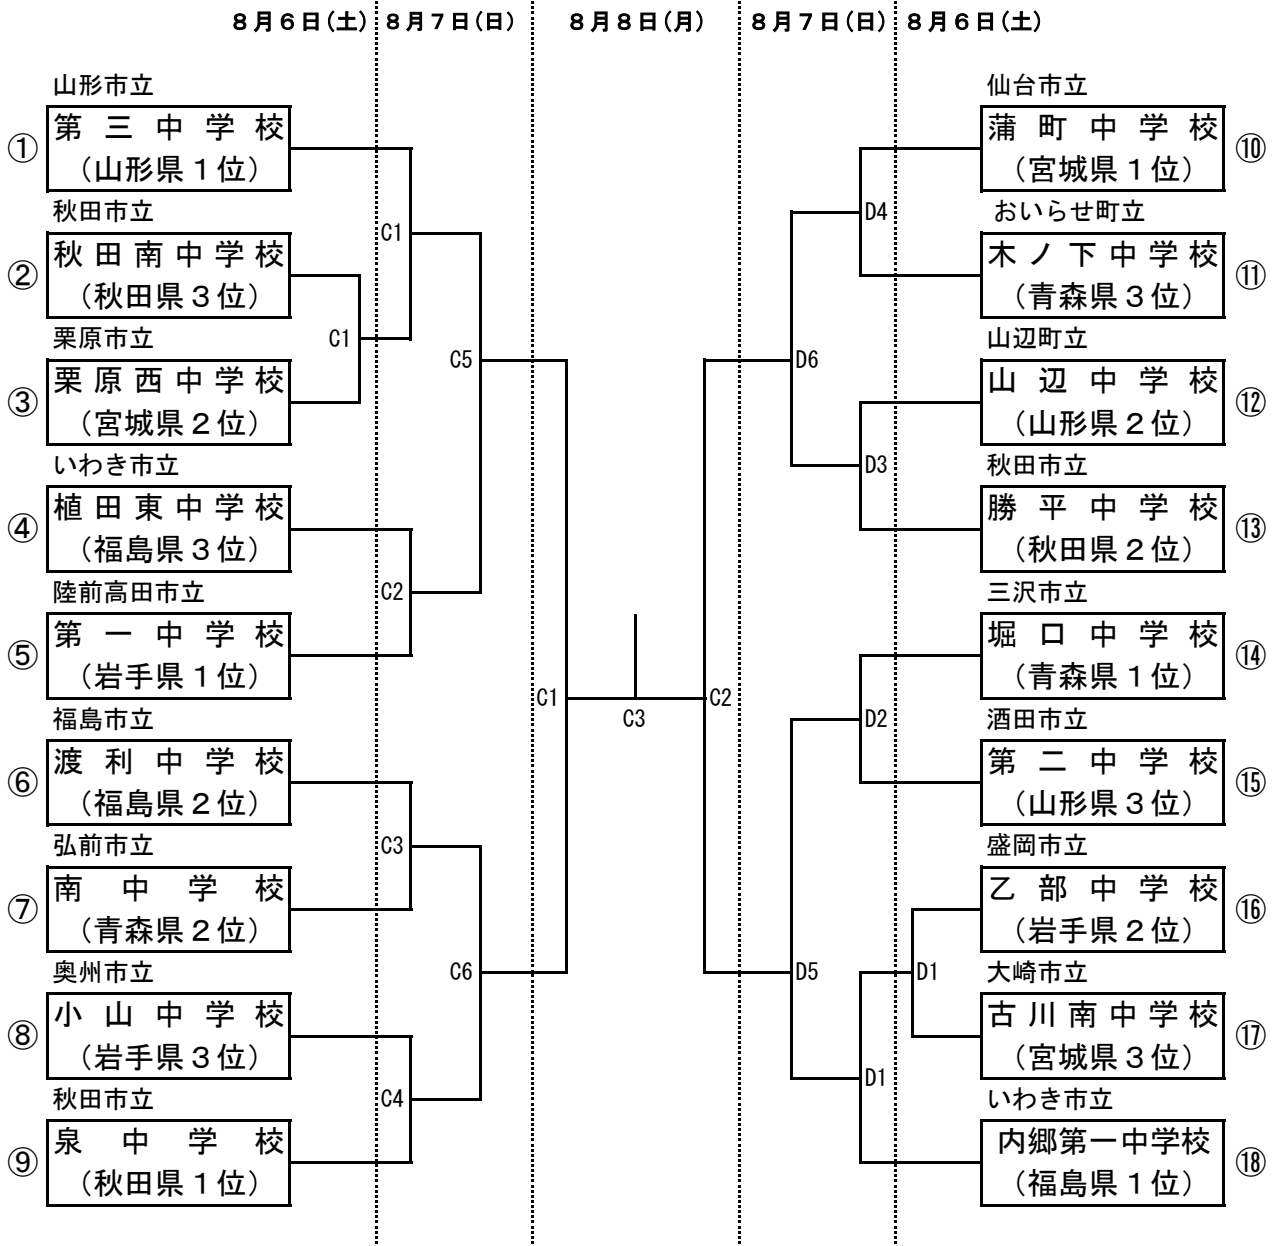 ８月６日（土）
８月７日（日）
８月８日（月）
８月７日（日）
８月６日（土）
山形市立
① 第三中学校
（山形県１位）
秋田市立
② 秋田南中学校
（秋田県３位）
栗原市立
③ 栗原西中学校
（宮城県２位）
いわき市立
④ 植田東中学校
（福島県３位）
陸前高田市立
⑤ 第一中学校
（岩手県１位）
福島市立
⑥ 渡利中学校
（福島県２位）
弘前市立
⑦ 南中学校
（青森県２位）
奥州市立
⑧ 小山中学校
（岩手県３位）
秋田市立
⑨ 泉中学校
（秋田県１位）
C1
C1
C5
C2
C3
C6
C4
C1
C3
C2
D4
D6
D3
D2
D5
D1
D1
仙台市立
蒲町中学校 ⑩
（宮城県１位）
おいらせ町立
木ノ下中学校 ⑪
（青森県３位）
山辺町立
山辺中学校 ⑫
（山形県２位）
秋田市立
勝平中学校 ⑬
（秋田県２位）
三沢市立
堀口中学校 ⑭
（青森県１位）
酒田市立
第二中学校 ⑮
（山形県３位）
盛岡市立
乙部中学校 ⑯
（岩手県２位）
大崎市立
古川南中学校 ⑰
（宮城県３位）
いわき市立
内郷第一中学校 ⑱
（福島県１位）